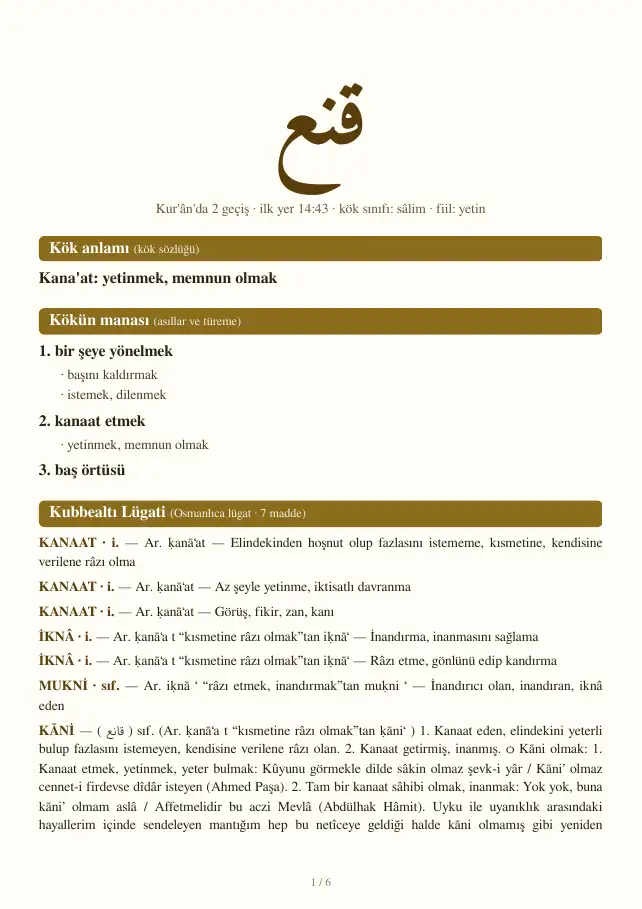 قنع
Kur'ân'da 2 geçiş · ilk yer 14:43 · kök sınıfı: sâlim · fiil: yetin
Kök anlamı (kök sözlüğü)
Kana'at: yetinmek, memnun olmak
Kökün manası (asıllar ve türeme)
1. bir şeye yönelmek
· başını kaldırmak
· istemek, dilenmek
2. kanaat etmek
· yetinmek, memnun olmak
3. baş örtüsü
Kubbealtı Lügati (Osmanlıca lügat · 7 madde)
KANAAT · i. — Ar. ḳanā‘at — Elindekinden hoşnut olup fazlasını istememe, kısmetine, kendisine
verilene râzı olma
KANAAT · i. — Ar. ḳanā‘at — Az şeyle yetinme, iktisatlı davranma
KANAAT · i. — Ar. ḳanā‘at — Görüş, fikir, zan, kanı
İKNÂ · i. — Ar. ḳanā‘a t “kısmetine râzı olmak”tan iḳnā‘ — İnandırma, inanmasını sağlama
İKNÂ · i. — Ar. ḳanā‘a t “kısmetine râzı olmak”tan iḳnā‘ — Râzı etme, gönlünü edip kandırma
MUKNİ · sıf. — Ar. iḳnā ‘ “râzı etmek, inandırmak”tan muḳni ‘ — İnandırıcı olan, inandıran, iknâ
eden
KĀNİ — ( قانع ) sıf. (Ar. ḳanā‘a t “kısmetine râzı olmak”tan ḳāni‘ ) 1. Kanaat eden, elindekini yeterli
bulup fazlasını istemeyen, kendisine verilene râzı olan. 2. Kanaat getirmiş, inanmış. ѻ Kāni olmak: 1.
Kanaat etmek, yetinmek, yeter bulmak: Kûyunu görmekle dilde sâkin olmaz şevk-i yâr / Kāni’ olmaz
cennet-i firdevse dîdâr isteyen (Ahmed Paşa). 2. Tam bir kanaat sâhibi olmak, inanmak: Yok yok, buna
kāni’ olmam aslâ / Affetmelidir bu aczi Mevlâ (Abdülhak Hâmit). Uyku ile uyanıklık arasındaki
hayallerim içinde sendeleyen mantığım hep bu netîceye geldiği halde kāni olmamış gibi yeniden
1 / 6